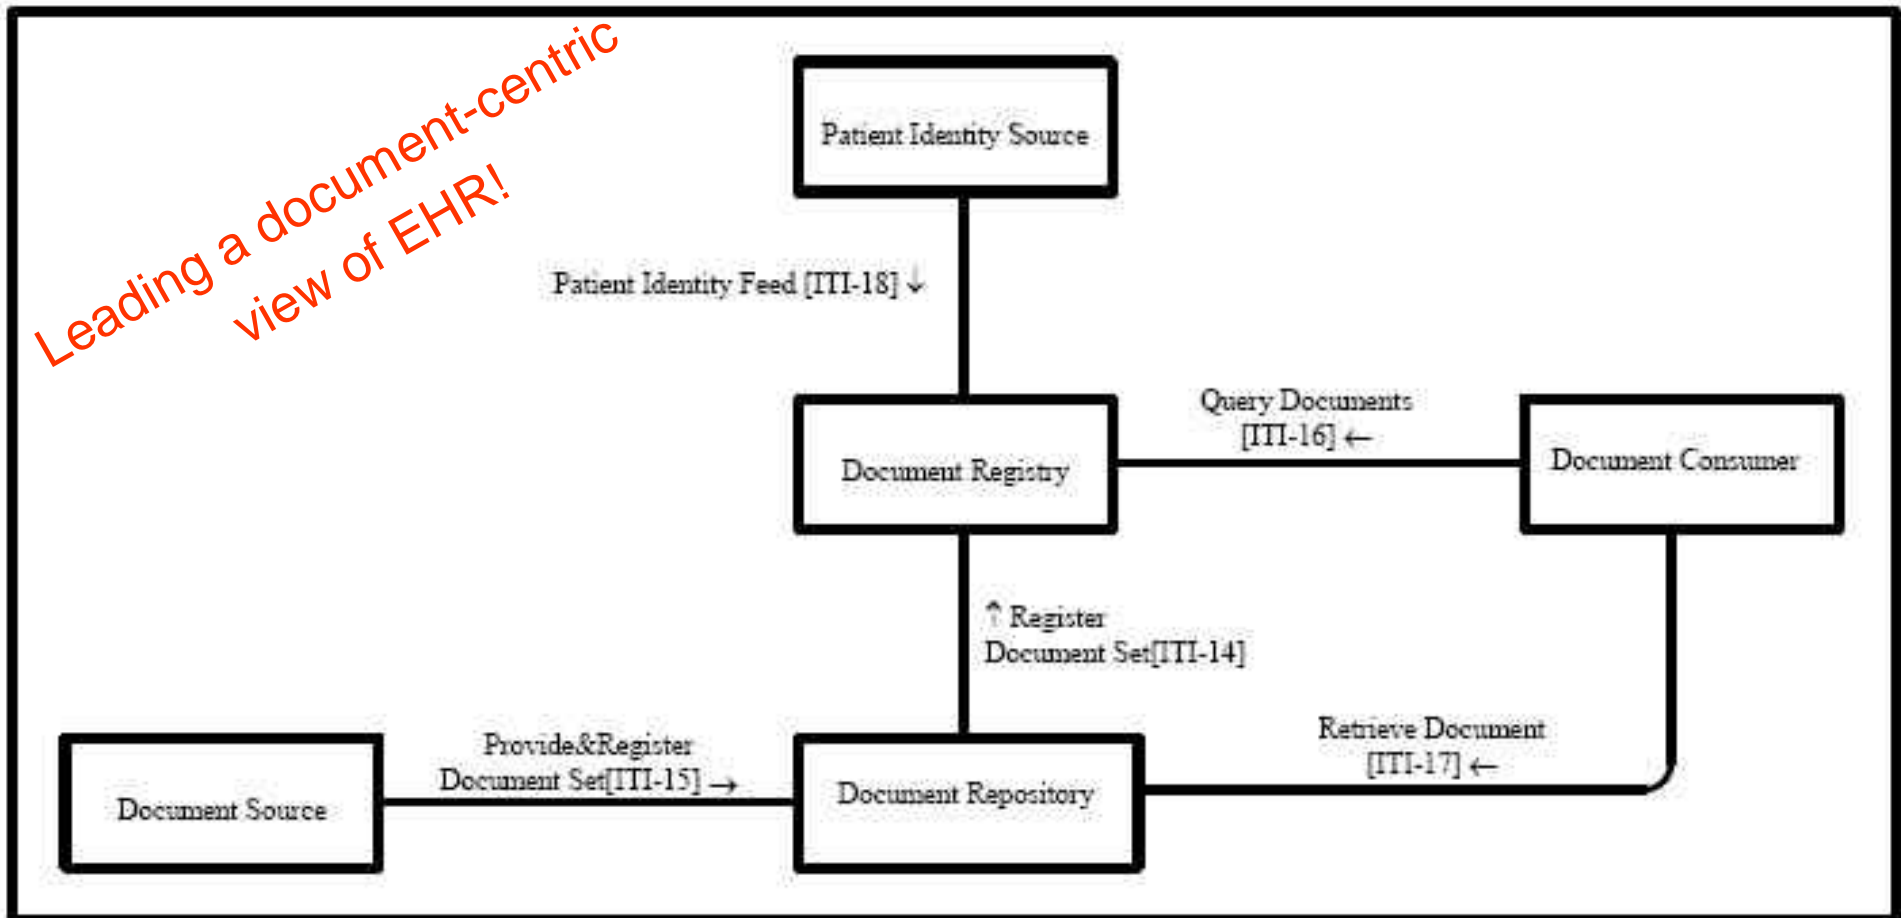 Leading a document-centric
view of EHR!
Patient Identity Source
Patient Identity Feed [ITI-18] ↓
Query Documents
[ITI-16] ←
Document Registry
Document Consumer
↑ Register
Document Set[ITI-14]
Retrieve Document
[ITI-17] ←
Provide&Register
Document Set[ITI-15] →
Document Source
Document Repository